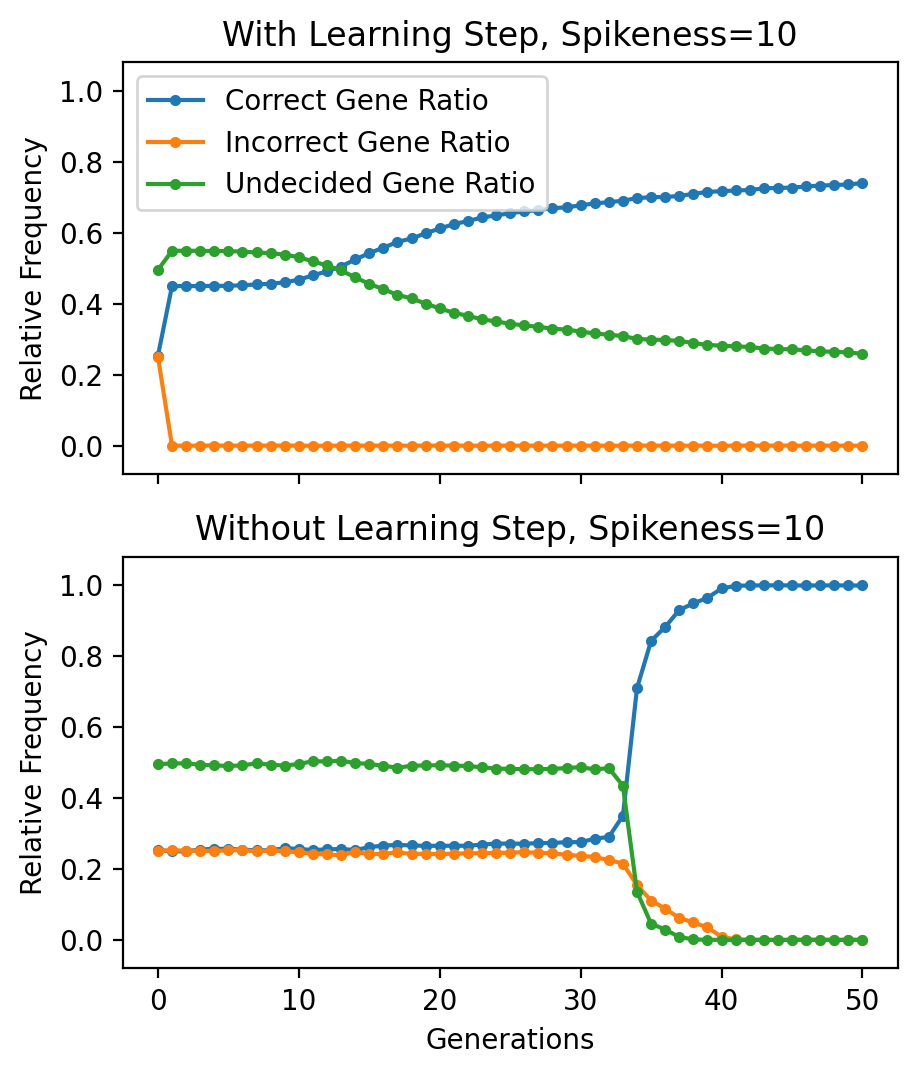 With Learning Step, Spikeness=10
1.0
0.8
0.6
0.4
0.2
0.0
Relative Frequency
Correct Gene Ratio
Incorrect Gene Ratio
Undecided Gene Ratio
Without Learning Step, Spikeness=10
1.0
0.8
0.6
0.4
0.2
0.0
Relative Frequency
0 10 20 30 40 50
Generations